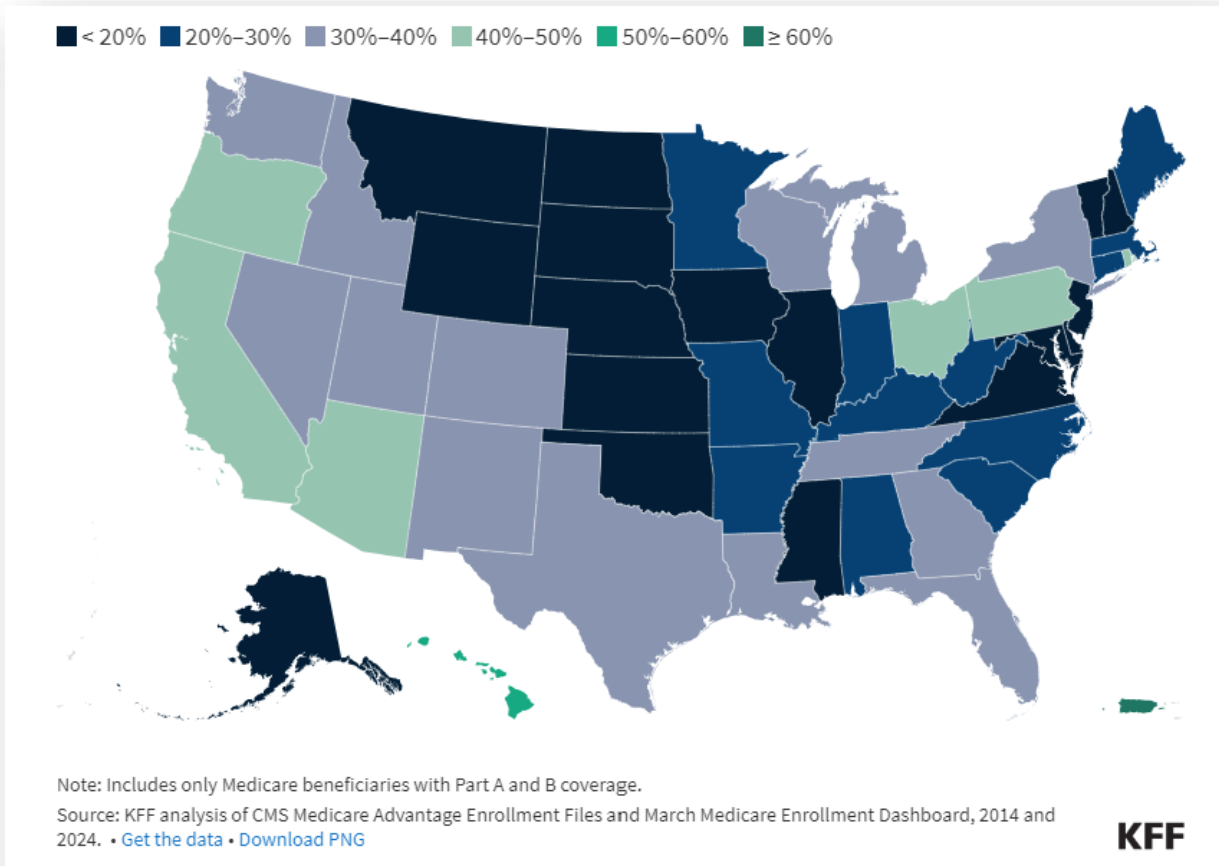 < 20% 20%–30% 30%–40% 40%–50% 50%–60% ≥ 60%
Note: Includes only Medicare beneficiaries with Part A and B coverage.
Source: KFF analysis of CMS Medicare Advantage Enrollment Files and March Medicare Enrollment Dashboard, 2014 and
2024. • Get the data • Download PNG
KFF